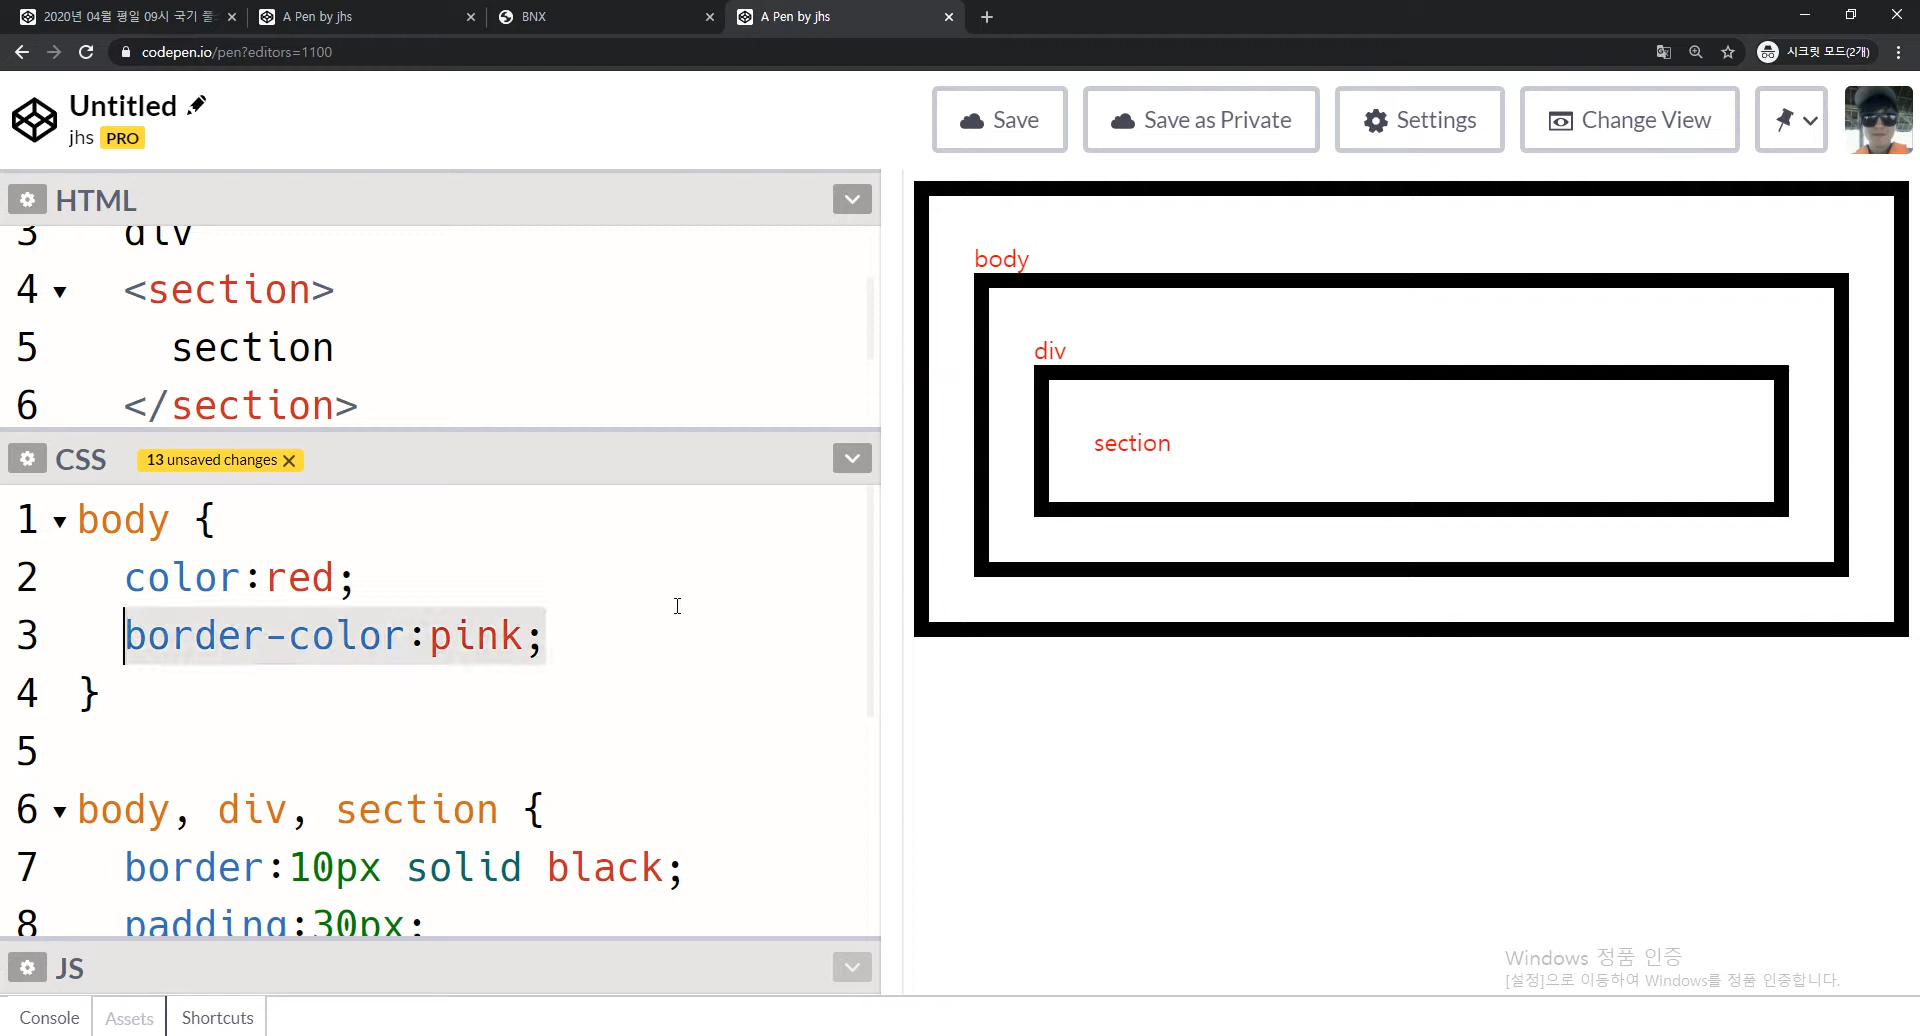 2020년 04월 평일 09시 국기 풀
A Pen by jhs
BNX
A Pen by jhs
codepen.io/pen?editors=1100
시크릿 모드(2개)
Untitled
jhs PRO
Save
Save as Private
Settings
Change View
HTML
3 div
4 <section>
5 section
6 </section>
CSS 13 unsaved changes
1 body {
2 color:red;
3 border-color:pink;
4 }
5
6 body, div, section {
7 border:10px solid black;
8 padding:30px;
JS
Console
Assets
Shortcuts
body
div
section
Windows 정품 인증
[설정]으로 이동하여 Windows를 정품 인증합니다.